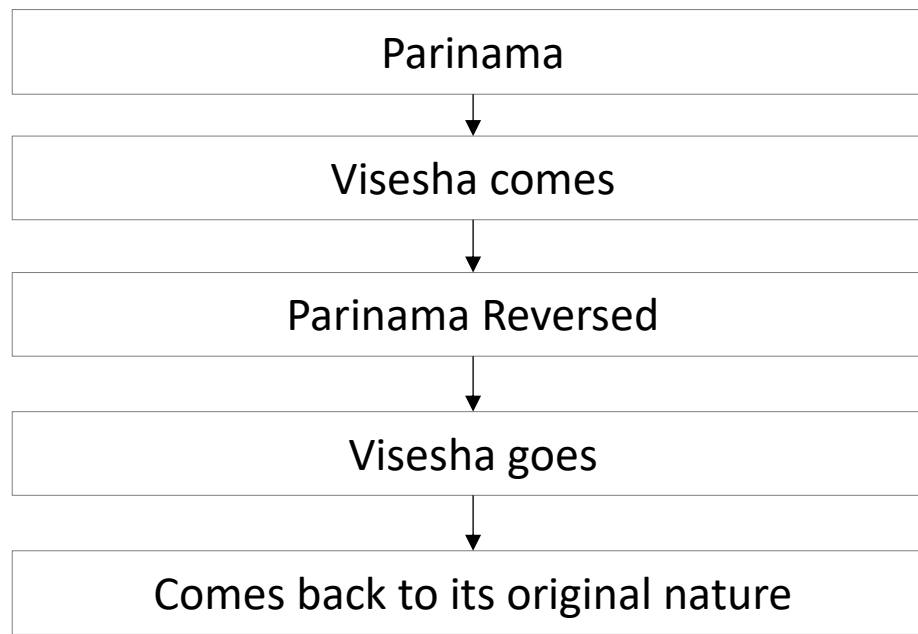 Parinama
Visesha comes
Parinama Reversed
Visesha goes
Comes back to its original nature